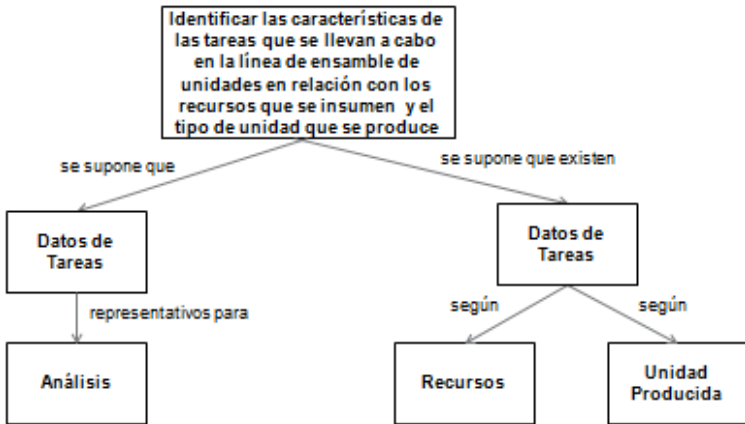 Identificar las características de
las tareas que se llevan a cabo
en la línea de ensamble de
unidades en relación con los
recursos que se insumen y el
tipo de unidad que se produce
se supone que
se supone que existen
Datos de
Tareas
Datos de
Tareas
representativos para
según
según
Análisis
Recursos
Unidad
Producida